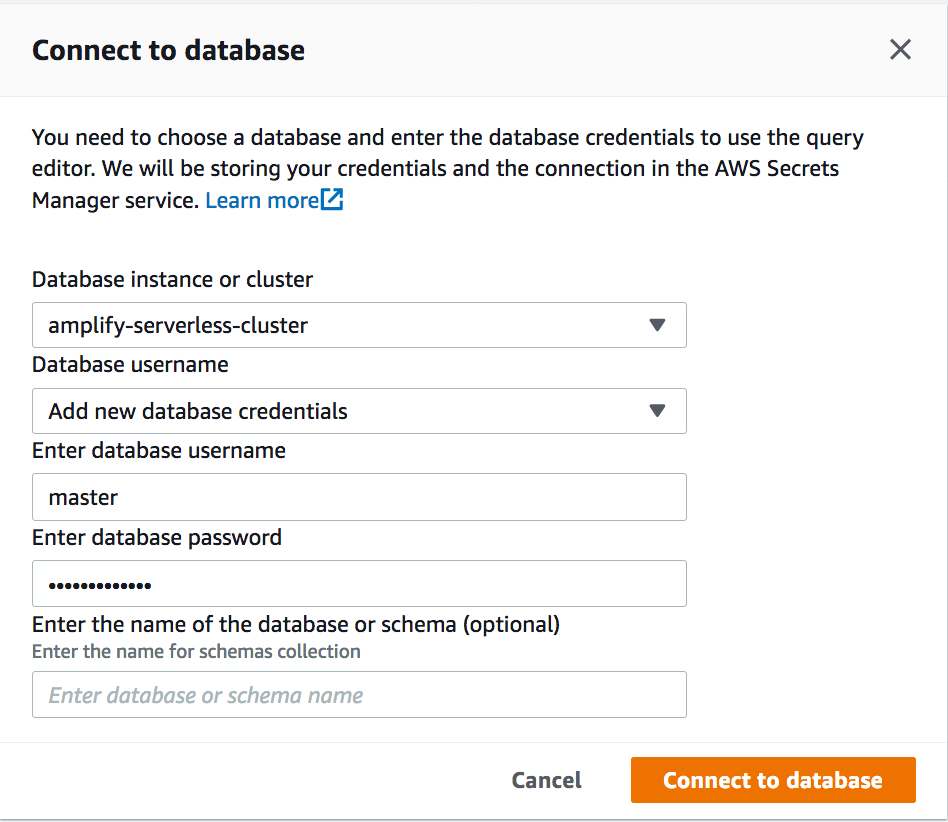 Connect to database
You need to choose a database and enter the database credentials to use the query
editor. We will be storing your credentials and the connection in the AWS Secrets
Manager service. Learn more
Database instance or cluster
amplify-serverless-cluster
Database username
Add new database credentials
Enter database username
master
Enter database password
•••••••••••••
Enter the name of the database or schema (optional)
Enter the name for schemas collection
Enter database or schema name
Cancel Connect to database